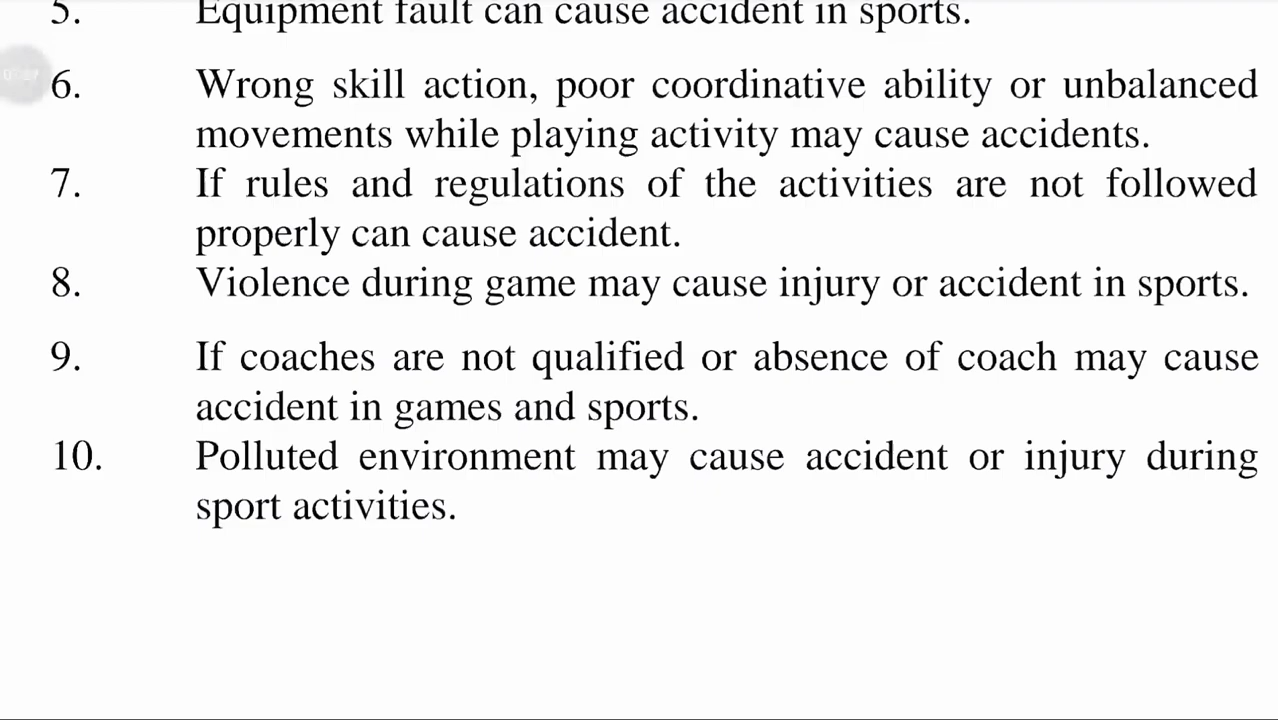 5. Equipment fault can cause accident in sports.
6. Wrong skill action, poor coordinative ability or unbalanced
movements while playing activity may cause accidents.
7. If rules and regulations of the activities are not followed
properly can cause accident.
8. Violence during game may cause injury or accident in sports.
9. If coaches are not qualified or absence of coach may cause
accident in games and sports.
10. Polluted environment may cause accident or injury during
sport activities.